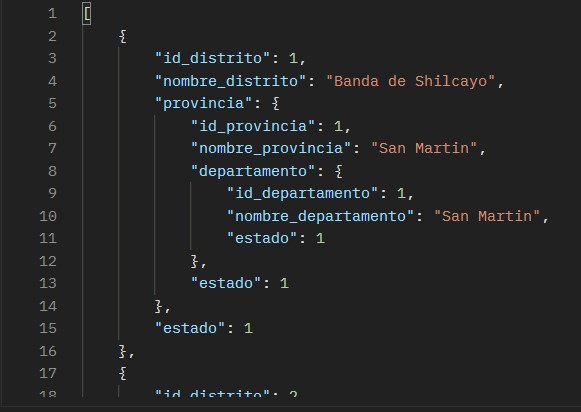 1 [
2 {
3 "id_distrito": 1,
4 "nombre_distrito": "Banda de Shilcayo",
5 "provincia": {
6 "id_provincia": 1,
7 "nombre_provincia": "San Martin",
8 "departamento": {
9 "id_departamento": 1,
10 "nombre_departamento": "San Martin",
11 "estado": 1
12 },
13 "estado": 1
14 },
15 "estado": 1
16 },
17 {
18 "id_distrito": 2